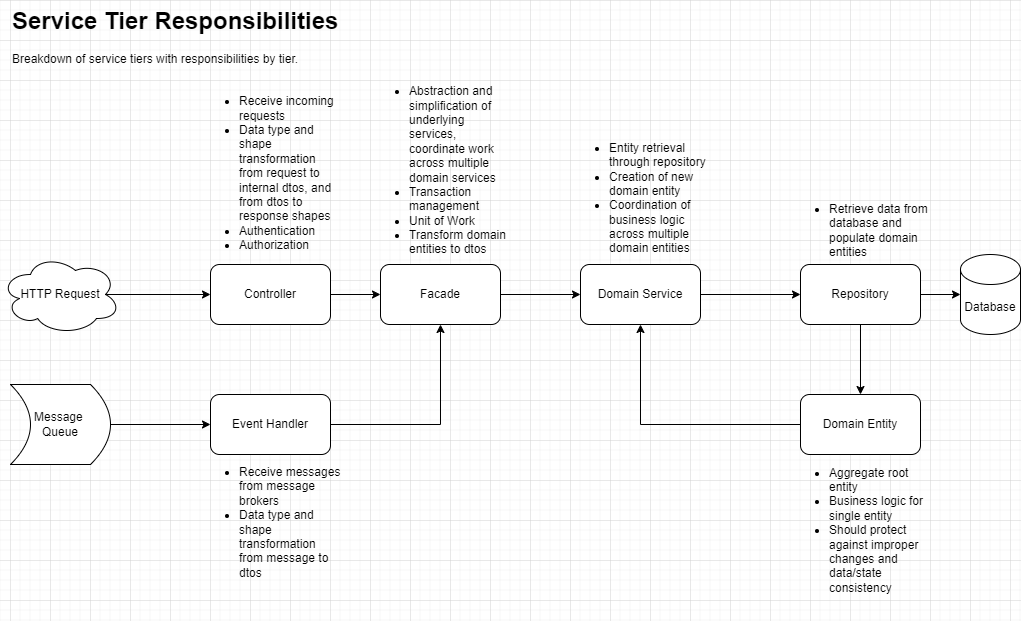 Service Tier Responsibilities
Breakdown of service tiers with responsibilities by tier.
Receive incoming
requests
Data type and
shape
transformation
from request to
internal dtos, and
from dtos to
response shapes
Authentication
Authorization
Abstraction and
simplification of
underlying
services,
coordinate work
across multiple
domain services
Transaction
management
Unit of Work
Transform domain
entities to dtos
Entity retrieval
through repository
Creation of new
domain entity
Coordination of
business logic
across multiple
domain entities
Retrieve data from
database and
populate domain
entities
HTTP Request
Controller
Facade
Domain Service
Repository
Database
Message
Queue
Event Handler
Domain Entity
Receive messages
from message
brokers
Data type and
shape
transformation
from message to
dtos
Aggregate root
entity
Business logic for
single entity
Should protect
against improper
changes and
data/state
consistency